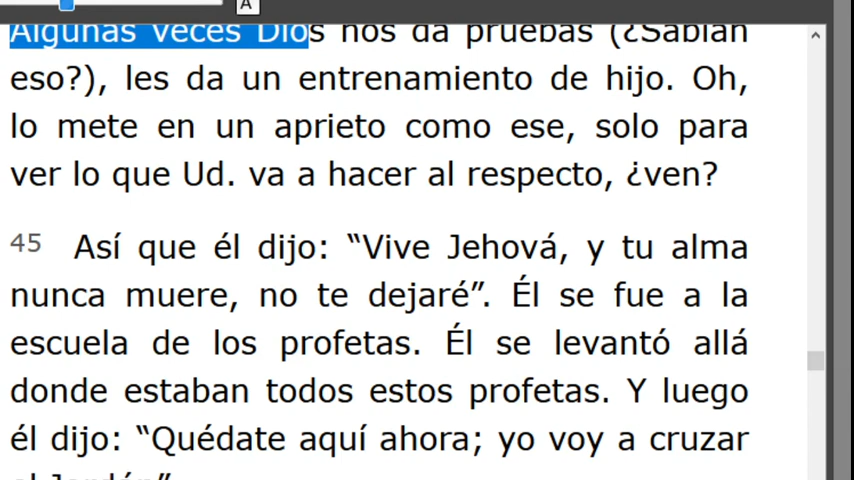 A
Algunas veces Dios nos da pruebas (¿Sabían
eso?), les da un entrenamiento de hijo. Oh,
lo mete en un aprieto como ese, solo para
ver lo que Ud. va a hacer al respecto, ¿ven?
45 Así que él dijo: “Vive Jehová, y tu alma
nunca muere, no te dejaré”. Él se fue a la
escuela de los profetas. Él se levantó allá
donde estaban todos estos profetas. Y luego
él dijo: “Quédate aquí ahora; yo voy a cruzar
el Jordán”